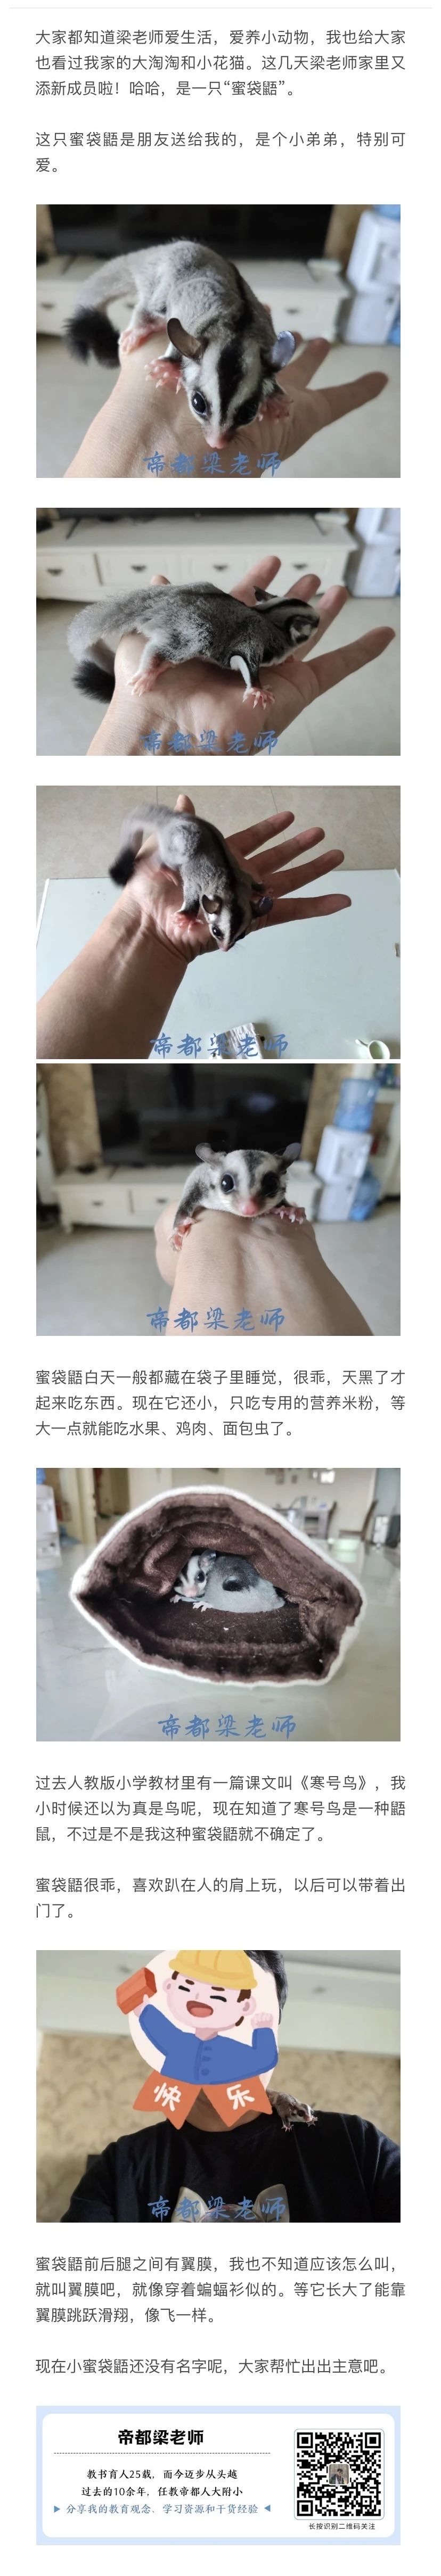 大家都知道梁老师爱生活，爱养小动物，我也给大家
也看过我家的大淘淘和小花猫。这几天梁老师家里又
添新成员啦！哈哈，是一只“蜜袋鼯”。
这只蜜袋鼯是朋友送给我的，是个小弟弟，特别可
爱。
帝都梁老师
帝都梁老师
帝都梁老师
帝都梁老师
蜜袋鼯白天一般都藏在袋子里睡觉，很乖，天黑了才
起来吃东西。现在它还小，只吃专用的营养米粉，等
大一点就能吃水果、鸡肉、面包虫了。
帝都梁老师
过去人教版小学教材里有一篇课文叫《寒号鸟》，我
小时候还以为真是鸟呢，现在知道了寒号鸟是一种鼯
鼠，不过是不是我这种蜜袋鼯就不确定了。
蜜袋鼯很乖，喜欢趴在人的肩上玩，以后可以带着出
门了。
快乐
帝都梁老师
蜜袋鼯前后腿之间有翼膜，我也不知道应该怎么叫，
就叫翼膜吧，就像穿着蝙蝠衫似的。等它长大了能靠
翼膜跳跃滑翔，像飞一样。
现在小蜜袋鼯还没有名字呢，大家帮忙出出主意吧。
帝都梁老师
教书育人25载，而今迈步从头越
过去的10余年，任教帝都人大附小
▶ 分享我的教育观念、学习资源和干货经验 ◀
长按识别二维码关注